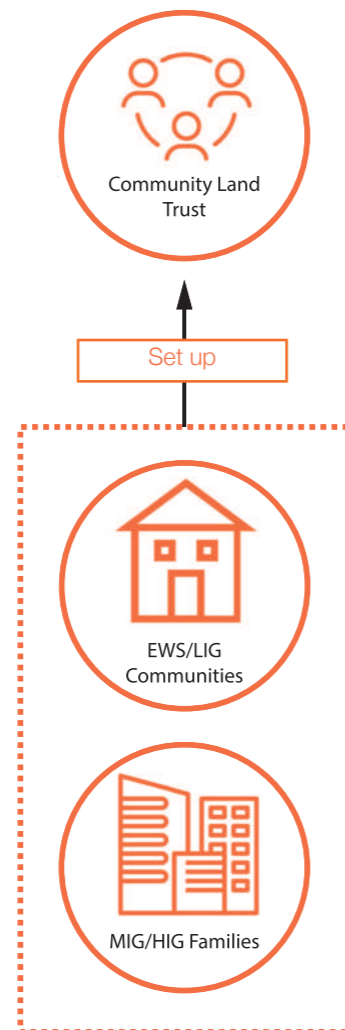 Community Land
Trust
Set up
EWS/LIG
Communities
MIG/HIG Families